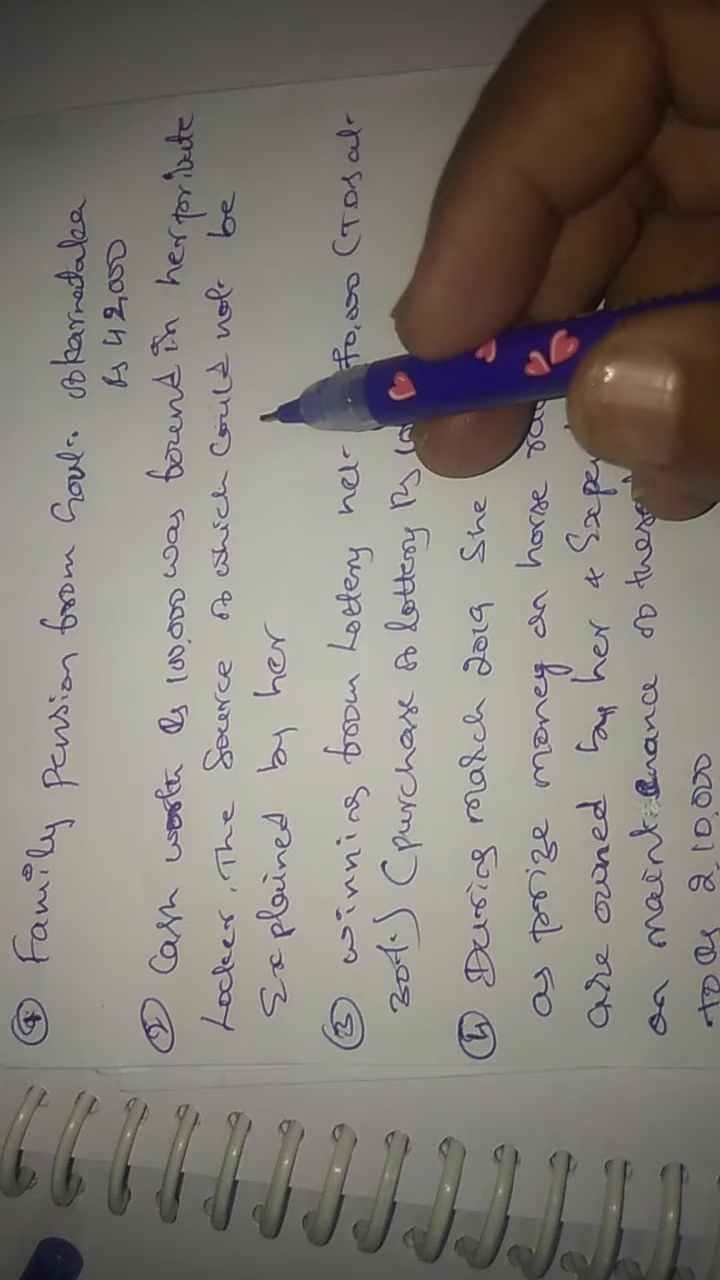 ① Family Pension from Govt. of karnataka
Rs 42,000
② Cash worth Rs 100,000 was found in her private
Locker. The Source of which could not be
Explained by her
③ winning from Lottery net 70,000 (TDS at
30%) (purchase of lottery Rs
④ During march 2019 She
as prize money on horse
are owned by her &
on maintenance of these
to Rs 2,10,000